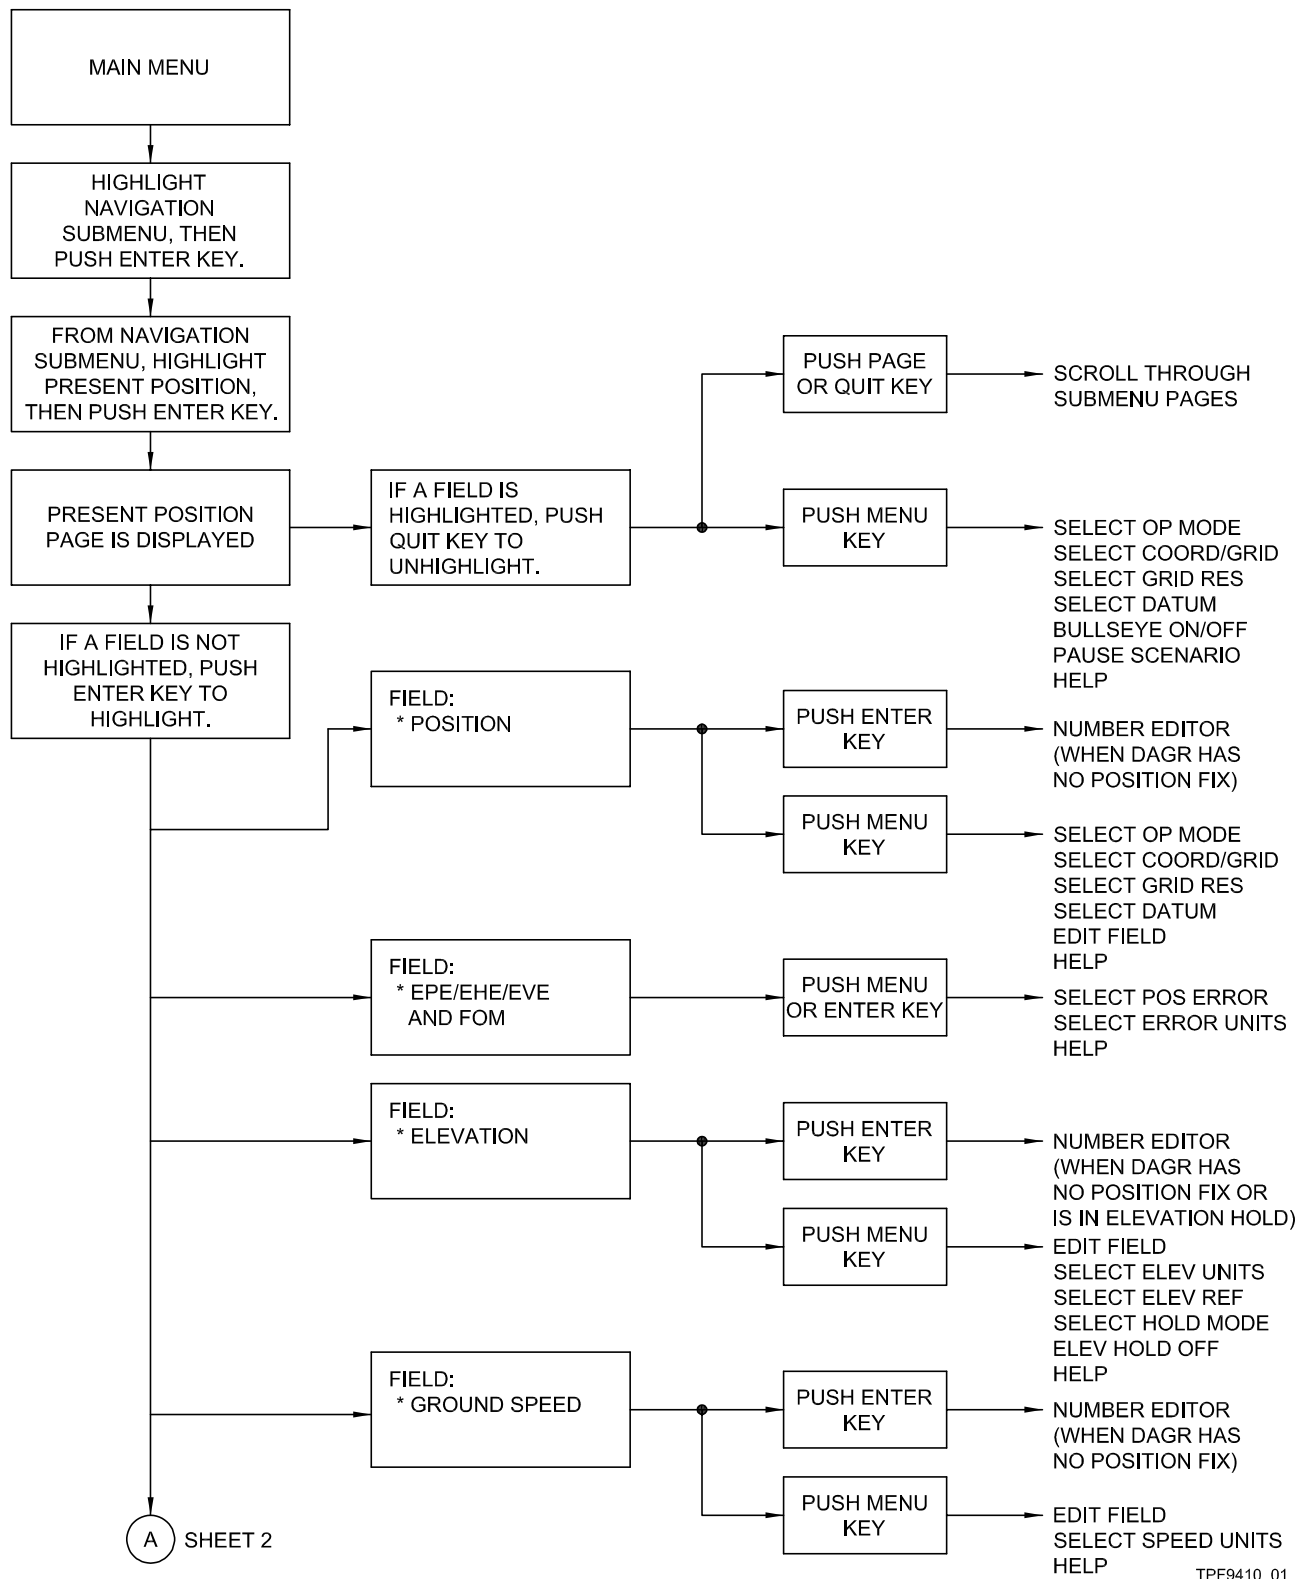 MAIN MENU
HIGHLIGHT
NAVIGATION
SUBMENU, THEN
PUSH ENTER KEY.
FROM NAVIGATION
SUBMENU, HIGHLIGHT
PRESENT POSITION,
THEN PUSH ENTER KEY.
PRESENT POSITION
PAGE IS DISPLAYED
IF A FIELD IS
HIGHLIGHTED, PUSH
QUIT KEY TO
UNHIGHLIGHT.
PUSH PAGE
OR QUIT KEY
SCROLL THROUGH
SUBMENU PAGES
PUSH MENU
KEY
SELECT OP MODE
SELECT COORD/GRID
SELECT GRID RES
SELECT DATUM
BULLSEYE ON/OFF
PAUSE SCENARIO
HELP
IF A FIELD IS NOT
HIGHLIGHTED, PUSH
ENTER KEY TO
HIGHLIGHT.
FIELD:
* POSITION
PUSH ENTER
KEY
NUMBER EDITOR
(WHEN DAGR HAS
NO POSITION FIX)
PUSH MENU
KEY
SELECT OP MODE
SELECT COORD/GRID
SELECT GRID RES
SELECT DATUM
EDIT FIELD
HELP
FIELD:
* EPE/EHE/EVE
AND FOM
PUSH MENU
OR ENTER KEY
SELECT POS ERROR
SELECT ERROR UNITS
HELP
FIELD:
* ELEVATION
PUSH ENTER
KEY
NUMBER EDITOR
(WHEN DAGR HAS
NO POSITION FIX OR
IS IN ELEVATION HOLD)
PUSH MENU
KEY
EDIT FIELD
SELECT ELEV UNITS
SELECT ELEV REF
SELECT HOLD MODE
ELEV HOLD OFF
HELP
FIELD:
* GROUND SPEED
PUSH ENTER
KEY
NUMBER EDITOR
(WHEN DAGR HAS
NO POSITION FIX)
PUSH MENU
KEY
EDIT FIELD
SELECT SPEED UNITS
HELP
A SHEET 2
TPF9410_01